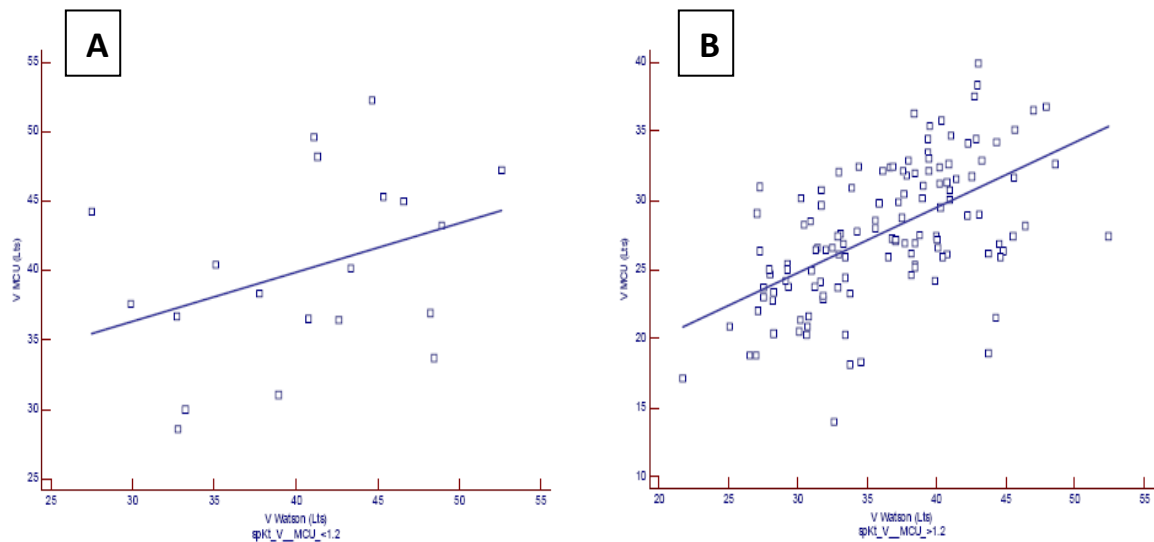 A
55
50
45
40
35
30
25
V MCU (Lts)
25 30 35 40 45 50 55
V Watson (Lts)
spKt_V__MCU_<1.2
B
40
35
30
25
20
15
10
V MCU (Lts)
20 25 30 35 40 45 50 55
V Watson (Lts)
spKt_V__MCU_>1.2